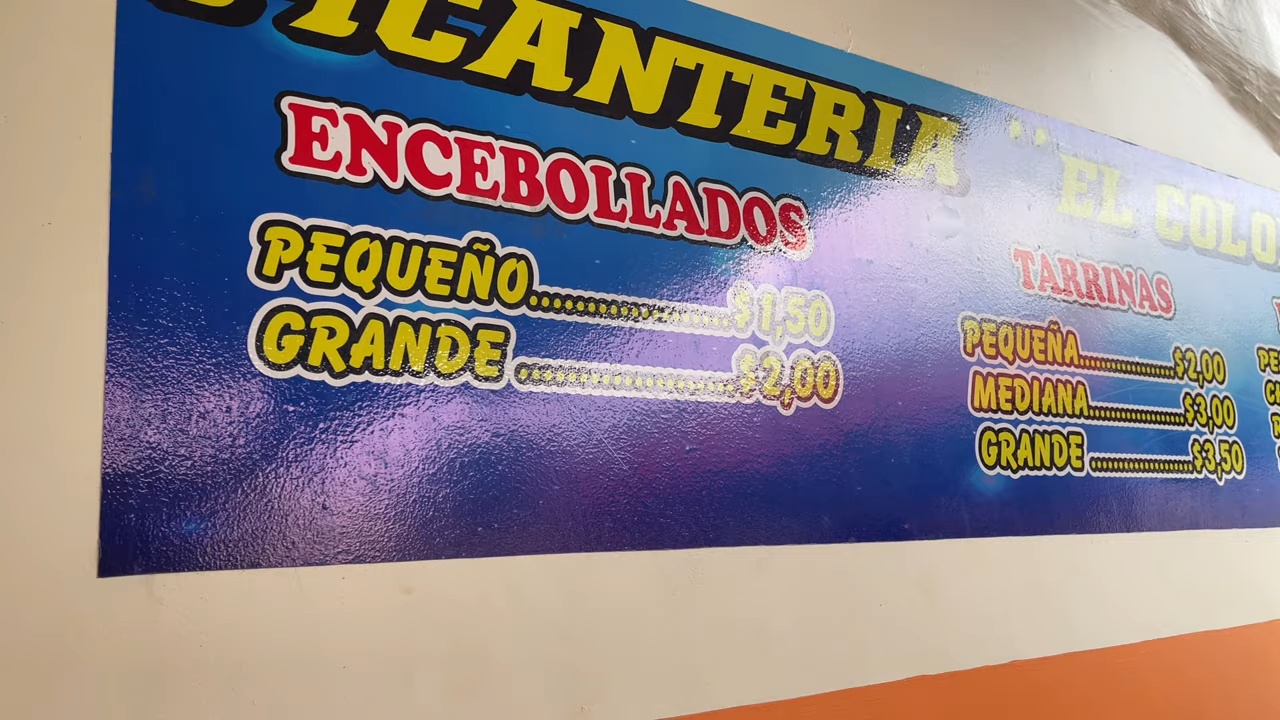 PICANTERIA "EL COLO
ENCEBOLLADOS
PEQUEÑO............................$1,50
GRANDE............................$2,00
TARRINAS
PEQUEÑA....................$2,00
MEDIANA....................$3,00
GRANDE....................$3,50